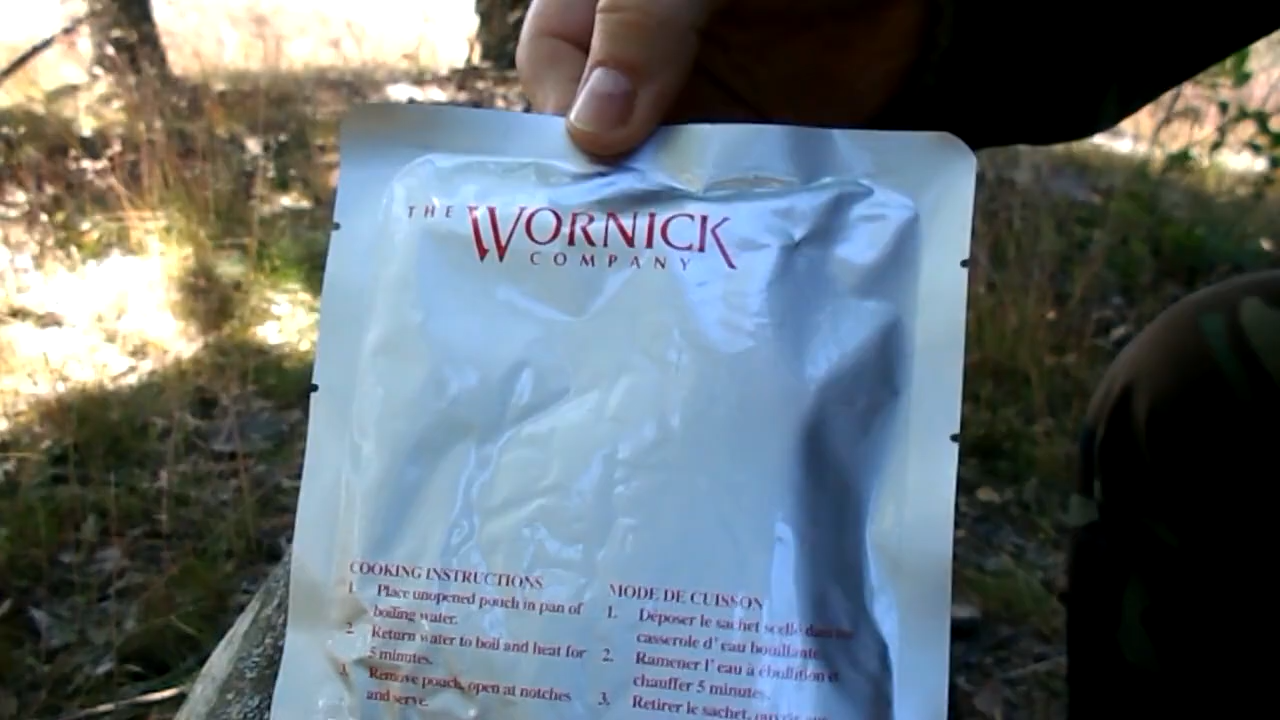 THE WORNICK
COMPANY
COOKING INSTRUCTIONS
1. Place unopened pouch in pan of
boiling water.
2 Return water to boil and heat for
5 minutes.
3. Remove pouch, open at notches
and serve.
MODE DE CUISSON
1. Déposer le sachet scellé dans
casserole d'eau bouillante
2. Ramener l'eau à ébullition et
chauffer 5 minutes.
3. Retirer le sachet,